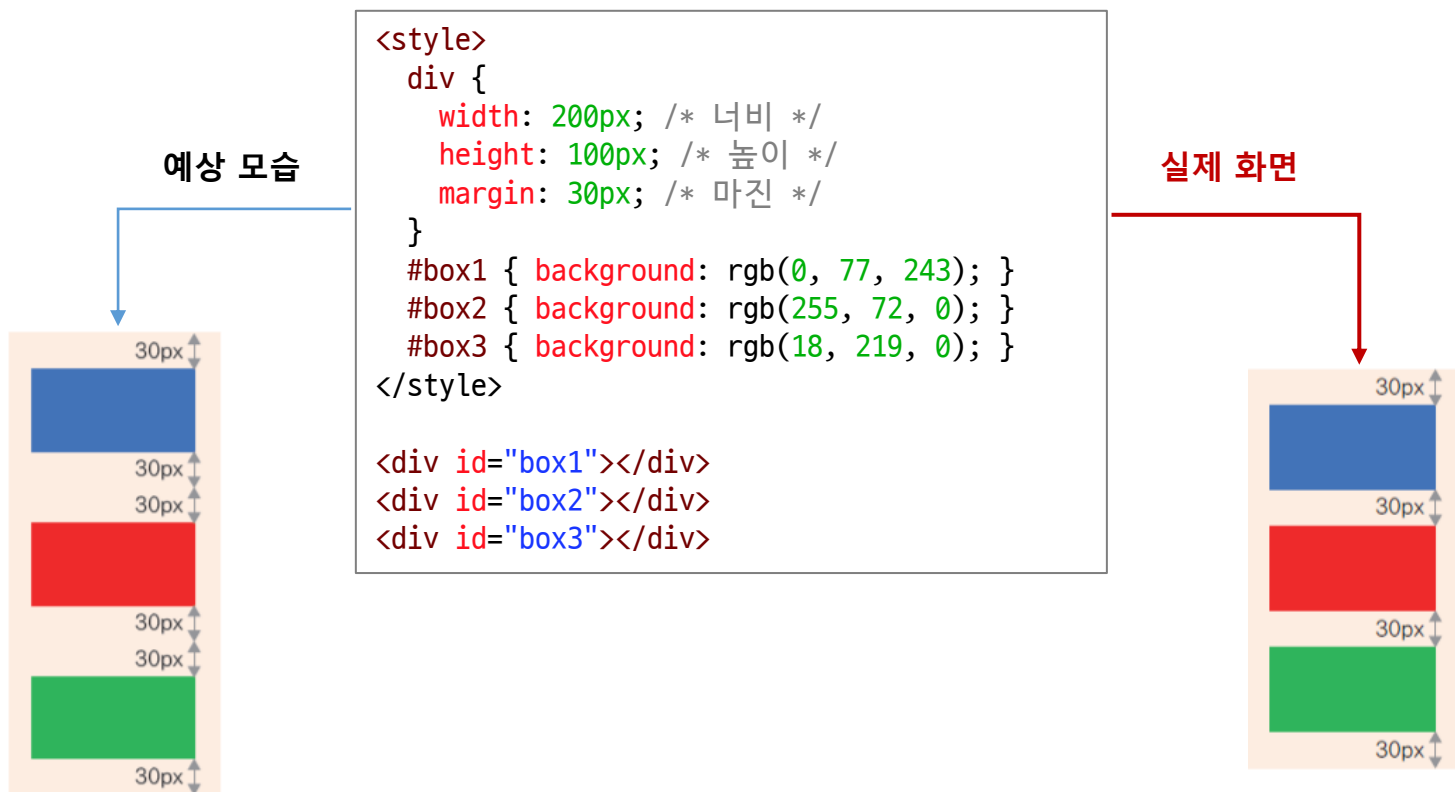 <style>
  div {
    width: 200px; /* 너비 */
    height: 100px; /* 높이 */
    margin: 30px; /* 마진 */
  }
  #box1 { background: rgb(0, 77, 243); }
  #box2 { background: rgb(255, 72, 0); }
  #box3 { background: rgb(18, 219, 0); }
</style>

<div id="box1"></div>
<div id="box2"></div>
<div id="box3"></div>
예상 모습
30px
30px
30px
30px
30px
30px
실제 화면
30px
30px
30px
30px